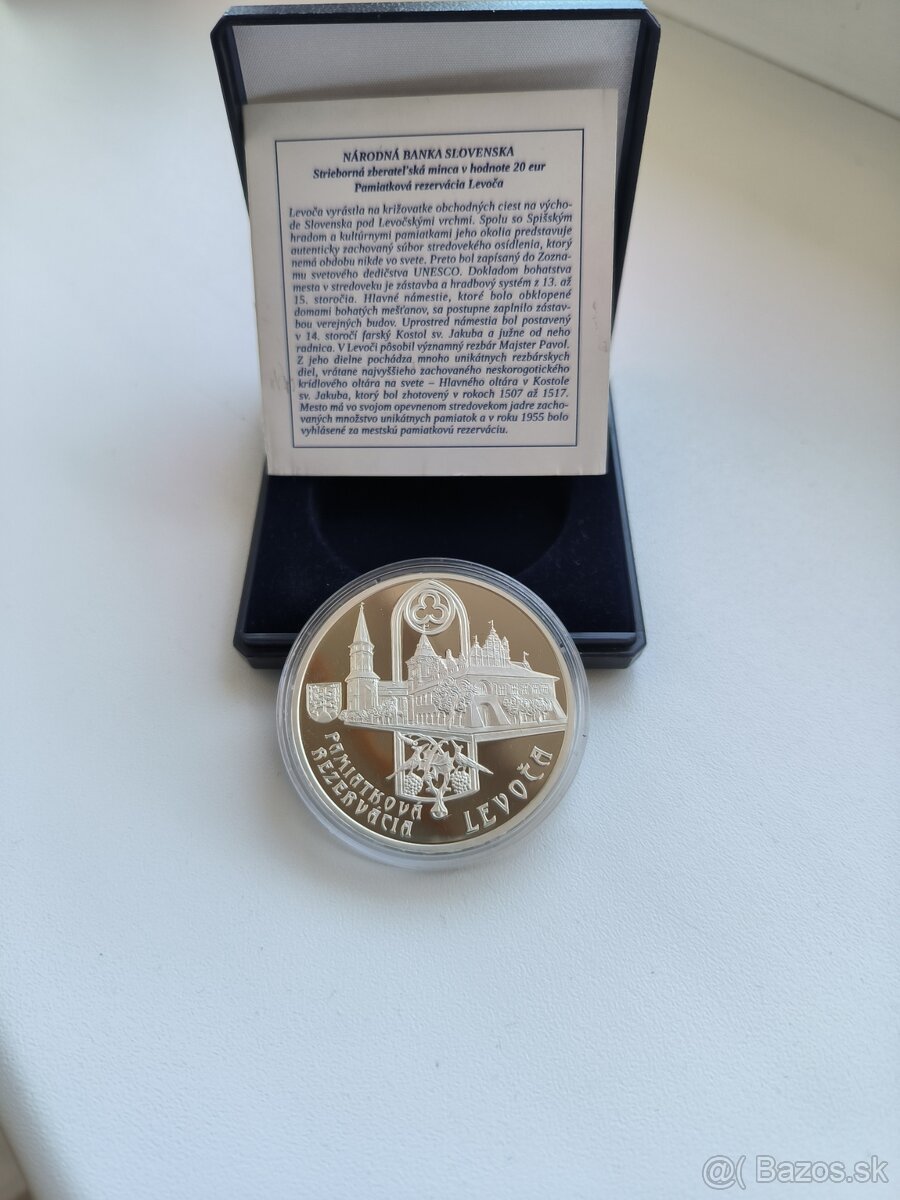 NÁRODNÁ BANKA SLOVENSKA
Strieborná zberateľská minca v hodnote 20 eur
Pamiatková rezervácia Levoča
Levoča vyrástla na križovatke obchodných ciest na výcho-
de Slovenska pod Levočskými vrchmi. Spolu so Spišským
hradom a kultúrnymi pamiatkami jeho okolia predstavuje
autenticky zachovaný súbor stredovekého osídlenia, ktorý
nemá obdobu nikde vo svete. Preto bol zapísaný do Zozna-
mu svetového dedičstva UNESCO. Dokladom bohatstva
mesta v stredoveku je zástavba a hradbový systém z 13. až
15. storočia. Hlavné námestie, ktoré bolo obklopené
domami bohatých mešťanov, sa postupne zaplnilo zástav-
bou verejných budov. Uprostred námestia bol postavený
v 14. storočí farský Kostol sv. Jakuba a južne od neho
radnica. V Levoči pôsobil významný rezbár Majster Pavol.
Z jeho dielne pochádza mnoho unikátnych rezbárskych
diel, vrátane najvyššieho zachovaného neskorogotického
krídlového oltára na svete – Hlavného oltára v Kostole
sv. Jakuba, ktorý bol zhotovený v rokoch 1507 až 1517.
Mesto má vo svojom opevnenom stredovekom jadre zacho-
vaných množstvo unikátnych pamiatok a v roku 1955 bolo
vyhlásené za mestskú pamiatkovú rezerváciu.
PAMIATKOVÁ
REZERVÁCIA
LEVOČA
@( Bazos.sk